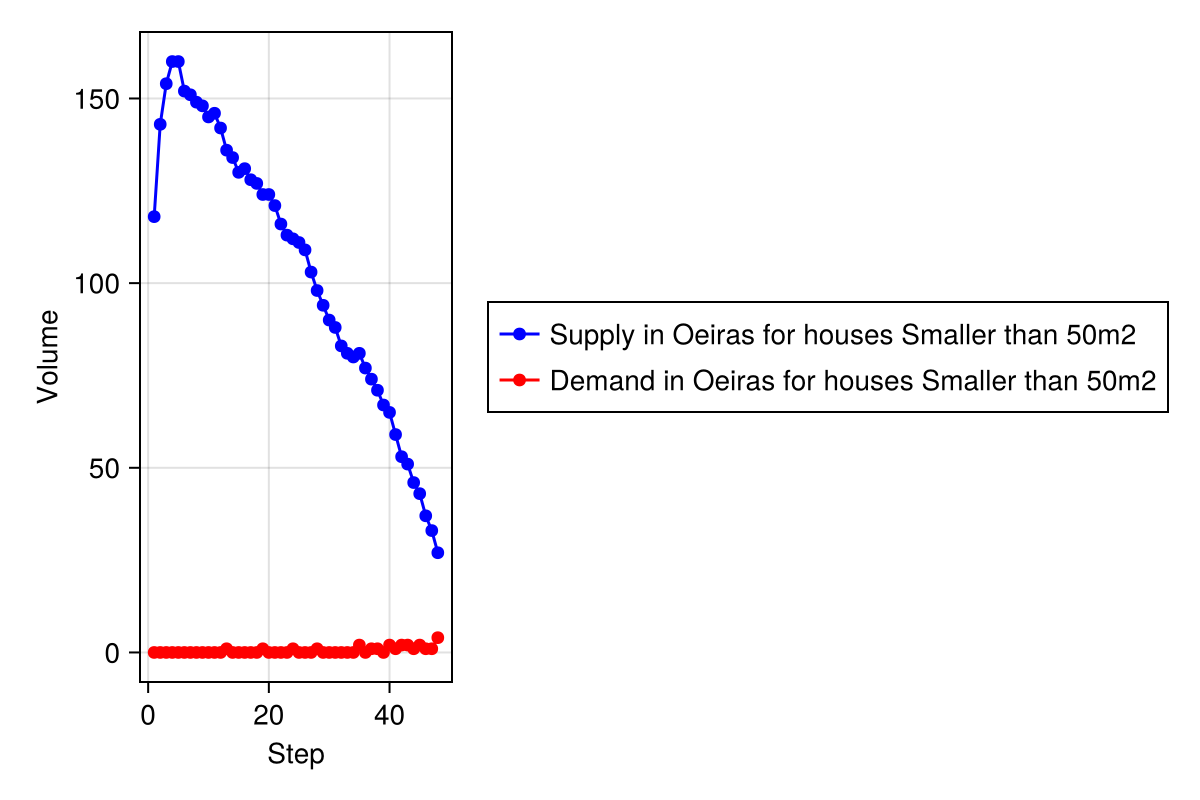 150
100
50
0
Volume
0 20 40
Step
Supply in Oeiras for houses Smaller than 50m2
Demand in Oeiras for houses Smaller than 50m2